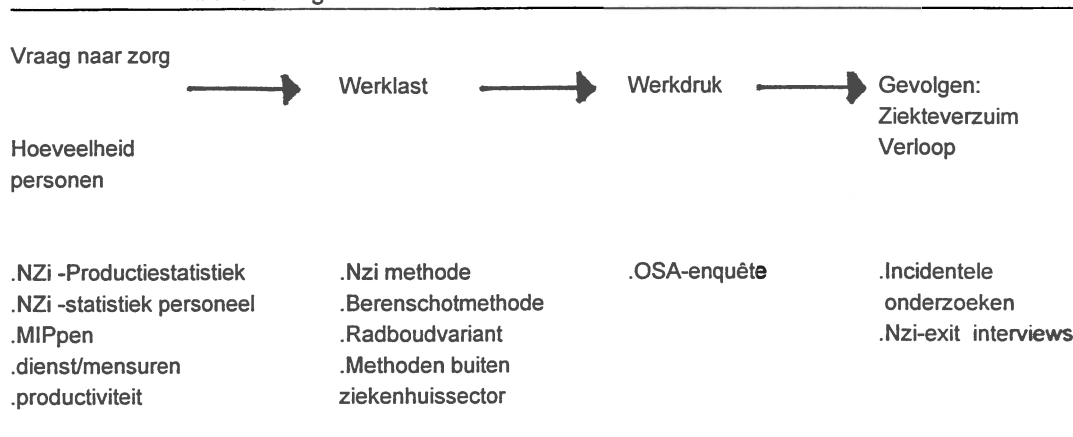 Vraag naar zorg
Werklast
Werkdruk
Gevolgen:
Ziekteverzuim
Verloop
Hoeveelheid
personen
.NZi -Productiestatistiek
.NZi -statistiek personeel
.MIPpen
.dienst/mensuren
.productiviteit
.Nzi methode
.Berenschotmethode
.Radboudvariant
.Methoden buiten
ziekenhuissector
.OSA-enquête
.Incidentele
onderzoeken
.Nzi-exit interviews